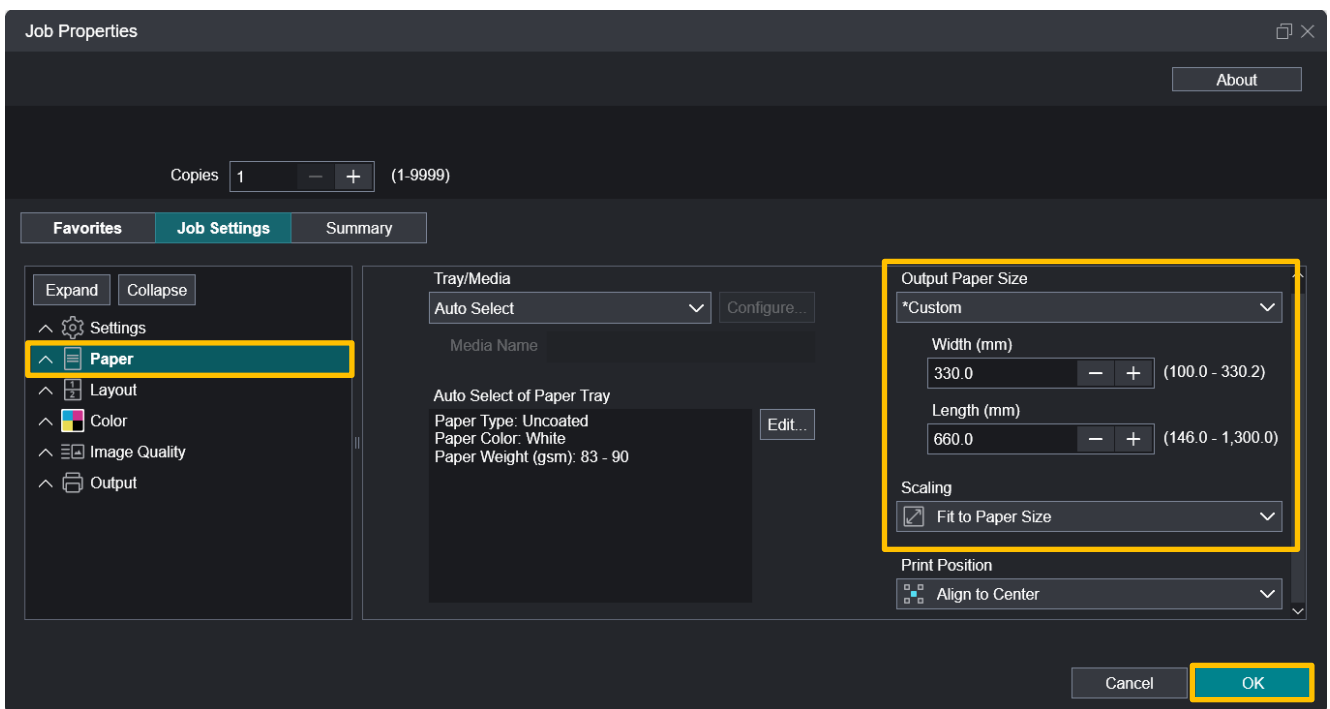 Job Properties
About
Copies 1 (1-9999)
Favorites Job Settings Summary
Expand Collapse
Settings
Paper
Layout
Color
Image Quality
Output
Tray/Media
Auto Select Configure...
Media Name
Auto Select of Paper Tray
Paper Type: Uncoated
Paper Color: White
Paper Weight (gsm): 83 - 90
Edit...
Output Paper Size
*Custom
Width (mm)
330.0 (100.0 - 330.2)
Length (mm)
660.0 (146.0 - 1,300.0)
Scaling
Fit to Paper Size
Print Position
Align to Center
Cancel OK